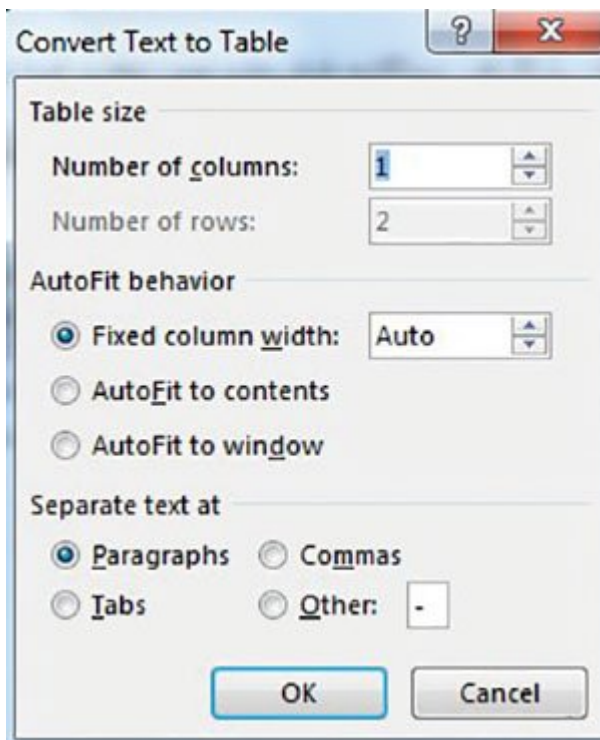 Convert Text to Table
?
Table size
Number of columns: 1
Number of rows: 2
AutoFit behavior
Fixed column width: Auto
AutoFit to contents
AutoFit to window
Separate text at
Paragraphs Commas
Tabs Other: -
OK Cancel